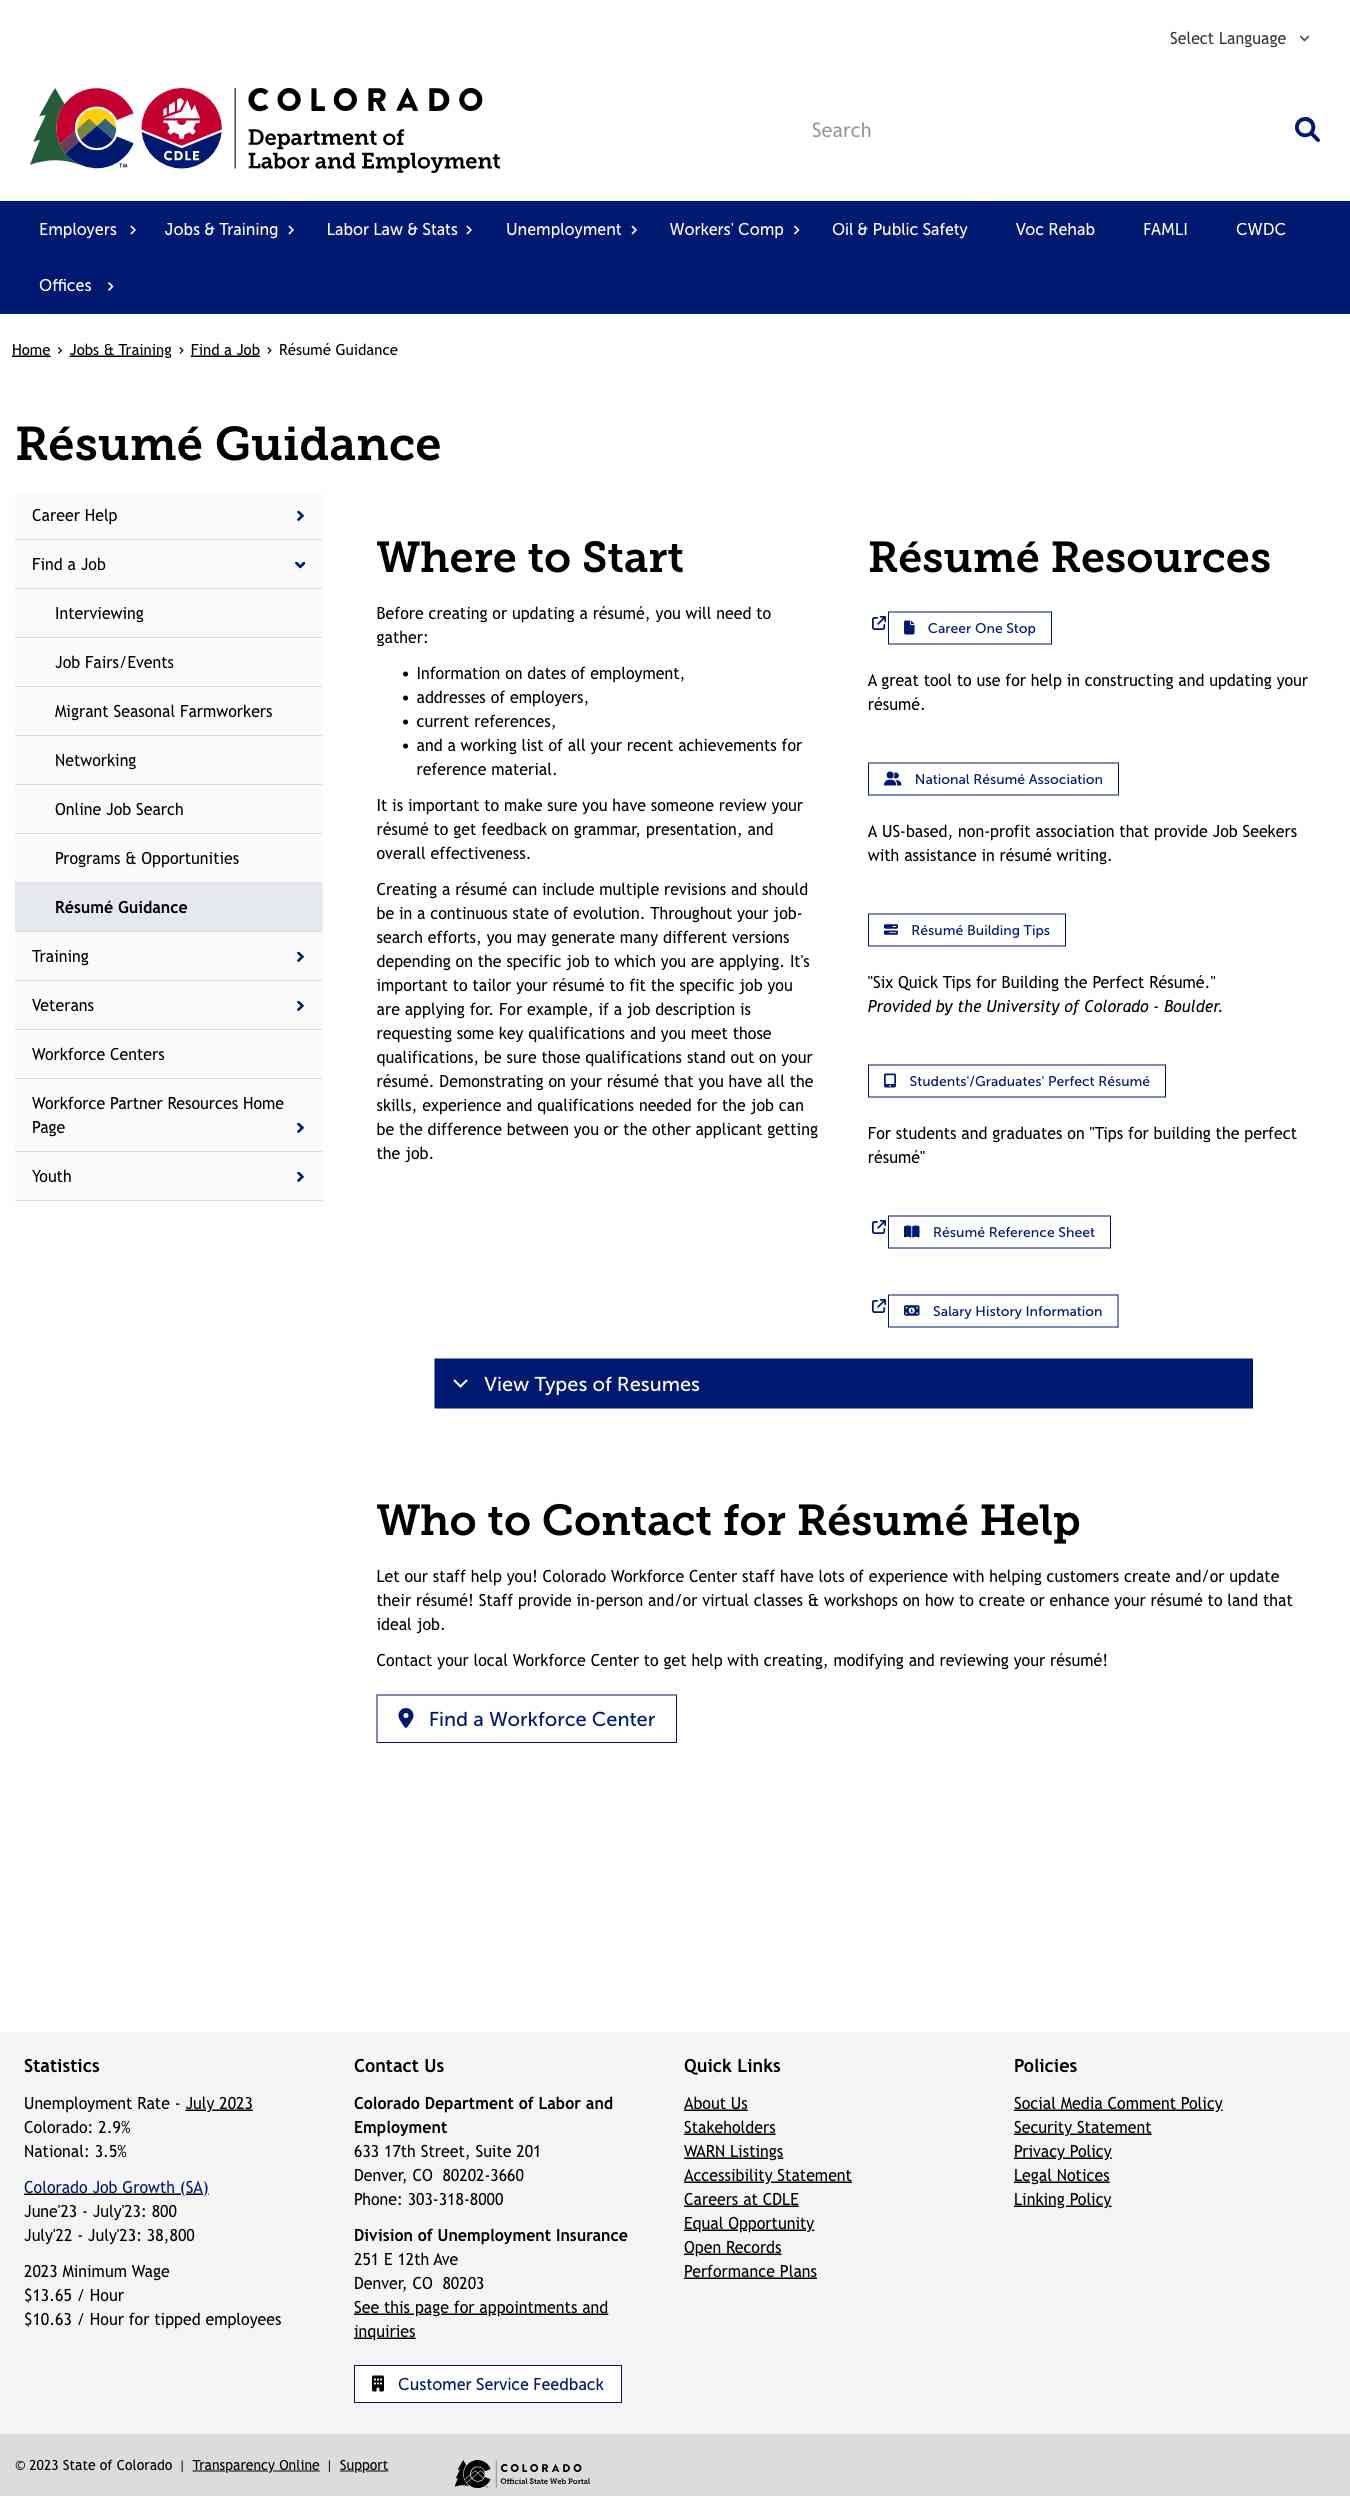 Select Language
COLORADO
Department of
Labor and Employment
CDLE
TM
Search
Employers
Jobs & Training
Labor Law & Stats
Unemployment
Workers' Comp
Oil & Public Safety
Voc Rehab
FAMLI
CWDC
Offices
Home › Jobs & Training › Find a Job › Résumé Guidance
Résumé Guidance
Career Help
Find a Job
Interviewing
Job Fairs/Events
Migrant Seasonal Farmworkers
Networking
Online Job Search
Programs & Opportunities
Résumé Guidance
Training
Veterans
Workforce Centers
Workforce Partner Resources Home
Page
Youth
Where to Start
Before creating or updating a résumé, you will need to
gather:
• Information on dates of employment,
• addresses of employers,
• current references,
• and a working list of all your recent achievements for
reference material.
It is important to make sure you have someone review your
résumé to get feedback on grammar, presentation, and
overall effectiveness.
Creating a résumé can include multiple revisions and should
be in a continuous state of evolution. Throughout your job-
search efforts, you may generate many different versions
depending on the specific job to which you are applying. It's
important to tailor your résumé to fit the specific job you
are applying for. For example, if a job description is
requesting some key qualifications and you meet those
qualifications, be sure those qualifications stand out on your
résumé. Demonstrating on your résumé that you have all the
skills, experience and qualifications needed for the job can
be the difference between you or the other applicant getting
the job.
Résumé Resources
Career One Stop
A great tool to use for help in constructing and updating your
résumé.
National Résumé Association
A US-based, non-profit association that provide Job Seekers
with assistance in résumé writing.
Résumé Building Tips
"Six Quick Tips for Building the Perfect Résumé."
Provided by the University of Colorado - Boulder.
Students'/Graduates' Perfect Résumé
For students and graduates on "Tips for building the perfect
résumé"
Résumé Reference Sheet
Salary History Information
View Types of Resumes
Who to Contact for Résumé Help
Let our staff help you! Colorado Workforce Center staff have lots of experience with helping customers create and/or update
their résumé! Staff provide in-person and/or virtual classes & workshops on how to create or enhance your résumé to land that
ideal job.
Contact your local Workforce Center to get help with creating, modifying and reviewing your résumé!
Find a Workforce Center
Statistics
Unemployment Rate - July 2023
Colorado: 2.9%
National: 3.5%
Colorado Job Growth (SA)
June'23 - July'23: 800
July'22 - July'23: 38,800
2023 Minimum Wage
$13.65 / Hour
$10.63 / Hour for tipped employees
Contact Us
Colorado Department of Labor and
Employment
633 17th Street, Suite 201
Denver, CO  80202-3660
Phone: 303-318-8000
Division of Unemployment Insurance
251 E 12th Ave
Denver, CO  80203
See this page for appointments and
inquiries
Customer Service Feedback
Quick Links
About Us
Stakeholders
WARN Listings
Accessibility Statement
Careers at CDLE
Equal Opportunity
Open Records
Performance Plans
Policies
Social Media Comment Policy
Security Statement
Privacy Policy
Legal Notices
Linking Policy
© 2023 State of Colorado | Transparency Online | Support
COLORADO
Official State Web Portal